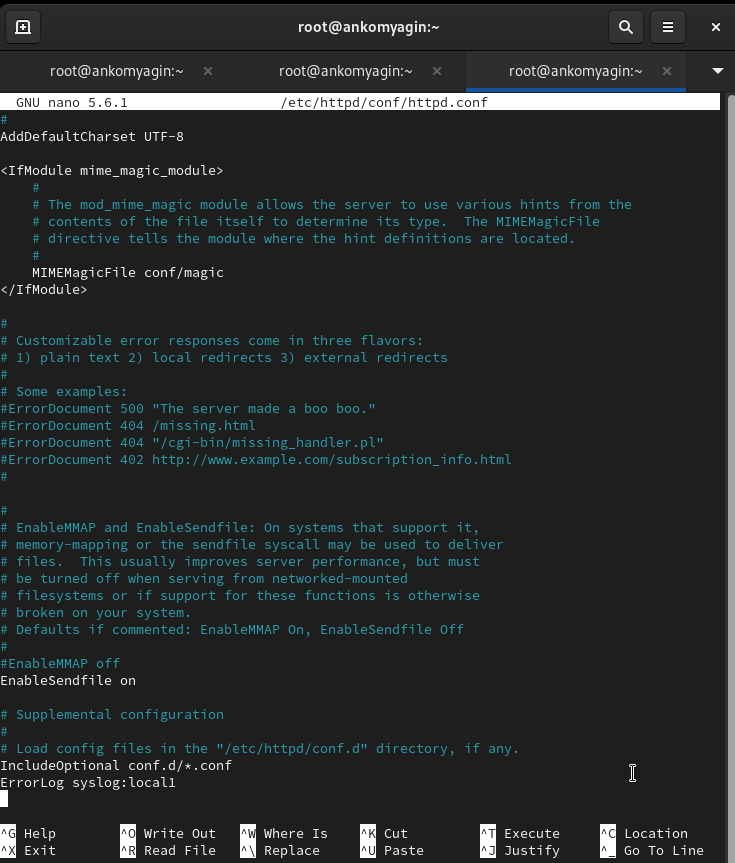 root@ankomyagin:~
root@ankomyagin:~ × root@ankomyagin:~ × root@ankomyagin:~ ×
GNU nano 5.6.1 /etc/httpd/conf/httpd.conf
#
AddDefaultCharset UTF-8
<IfModule mime_magic_module>
    #
    # The mod_mime_magic module allows the server to use various hints from the
    # contents of the file itself to determine its type.  The MIMEMagicFile
    # directive tells the module where the hint definitions are located.
    #
    MIMEMagicFile conf/magic
</IfModule>
#
# Customizable error responses come in three flavors:
# 1) plain text 2) local redirects 3) external redirects
#
# Some examples:
#ErrorDocument 500 "The server made a boo boo."
#ErrorDocument 404 /missing.html
#ErrorDocument 404 "/cgi-bin/missing_handler.pl"
#ErrorDocument 402 http://www.example.com/subscription_info.html
#
#
# EnableMMAP and EnableSendfile: On systems that support it,
# memory-mapping or the sendfile syscall may be used to deliver
# files.  This usually improves server performance, but must
# be turned off when serving from networked-mounted
# filesystems or if support for these functions is otherwise
# broken on your system.
# Defaults if commented: EnableMMAP On, EnableSendfile Off
#
#EnableMMAP off
EnableSendfile on
# Supplemental configuration
#
# Load config files in the "/etc/httpd/conf.d" directory, if any.
IncludeOptional conf.d/*.conf
ErrorLog syslog:local1
^G Help ^O Write Out ^W Where Is ^K Cut ^T Execute ^C Location
^X Exit ^R Read File ^\ Replace ^U Paste ^J Justify ^_ Go To Line